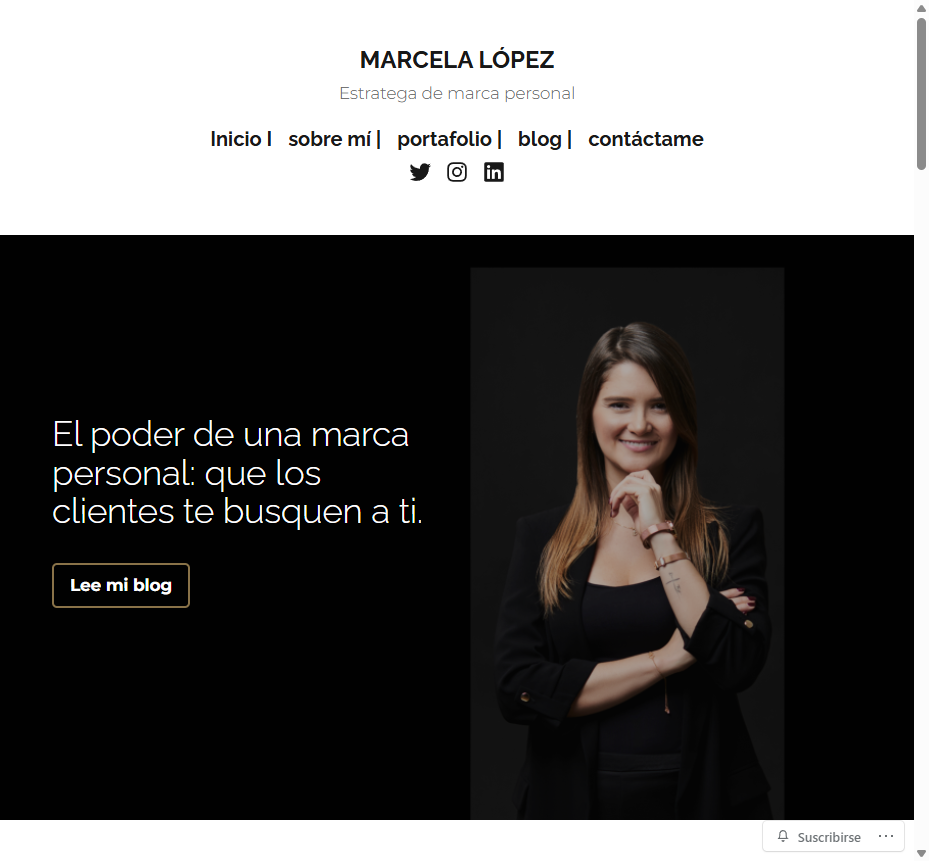 MARCELA LÓPEZ
Estratega de marca personal
Inicio I sobre mí | portafolio | blog | contáctame
El poder de una marca
personal: que los
clientes te busquen a ti.
Lee mi blog
Suscribirse ...